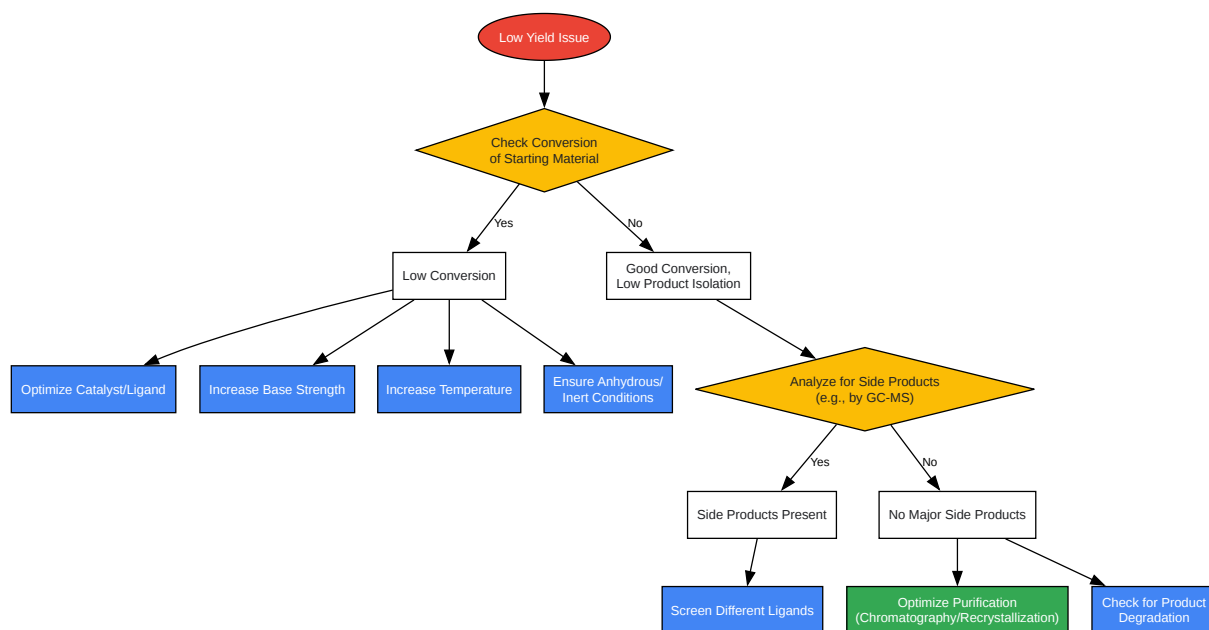 Low Yield Issue
Check Conversion
of Starting Material
Yes
No
Low Conversion
Good Conversion,
Low Product Isolation
Optimize Catalyst/Ligand
Increase Base Strength
Increase Temperature
Ensure Anhydrous/
Inert Conditions
Analyze for Side Products
(e.g., by GC-MS)
Yes
No
Side Products Present
No Major Side Products
Screen Different Ligands
Optimize Purification
(Chromatography/Recrystallization)
Check for Product
Degradation